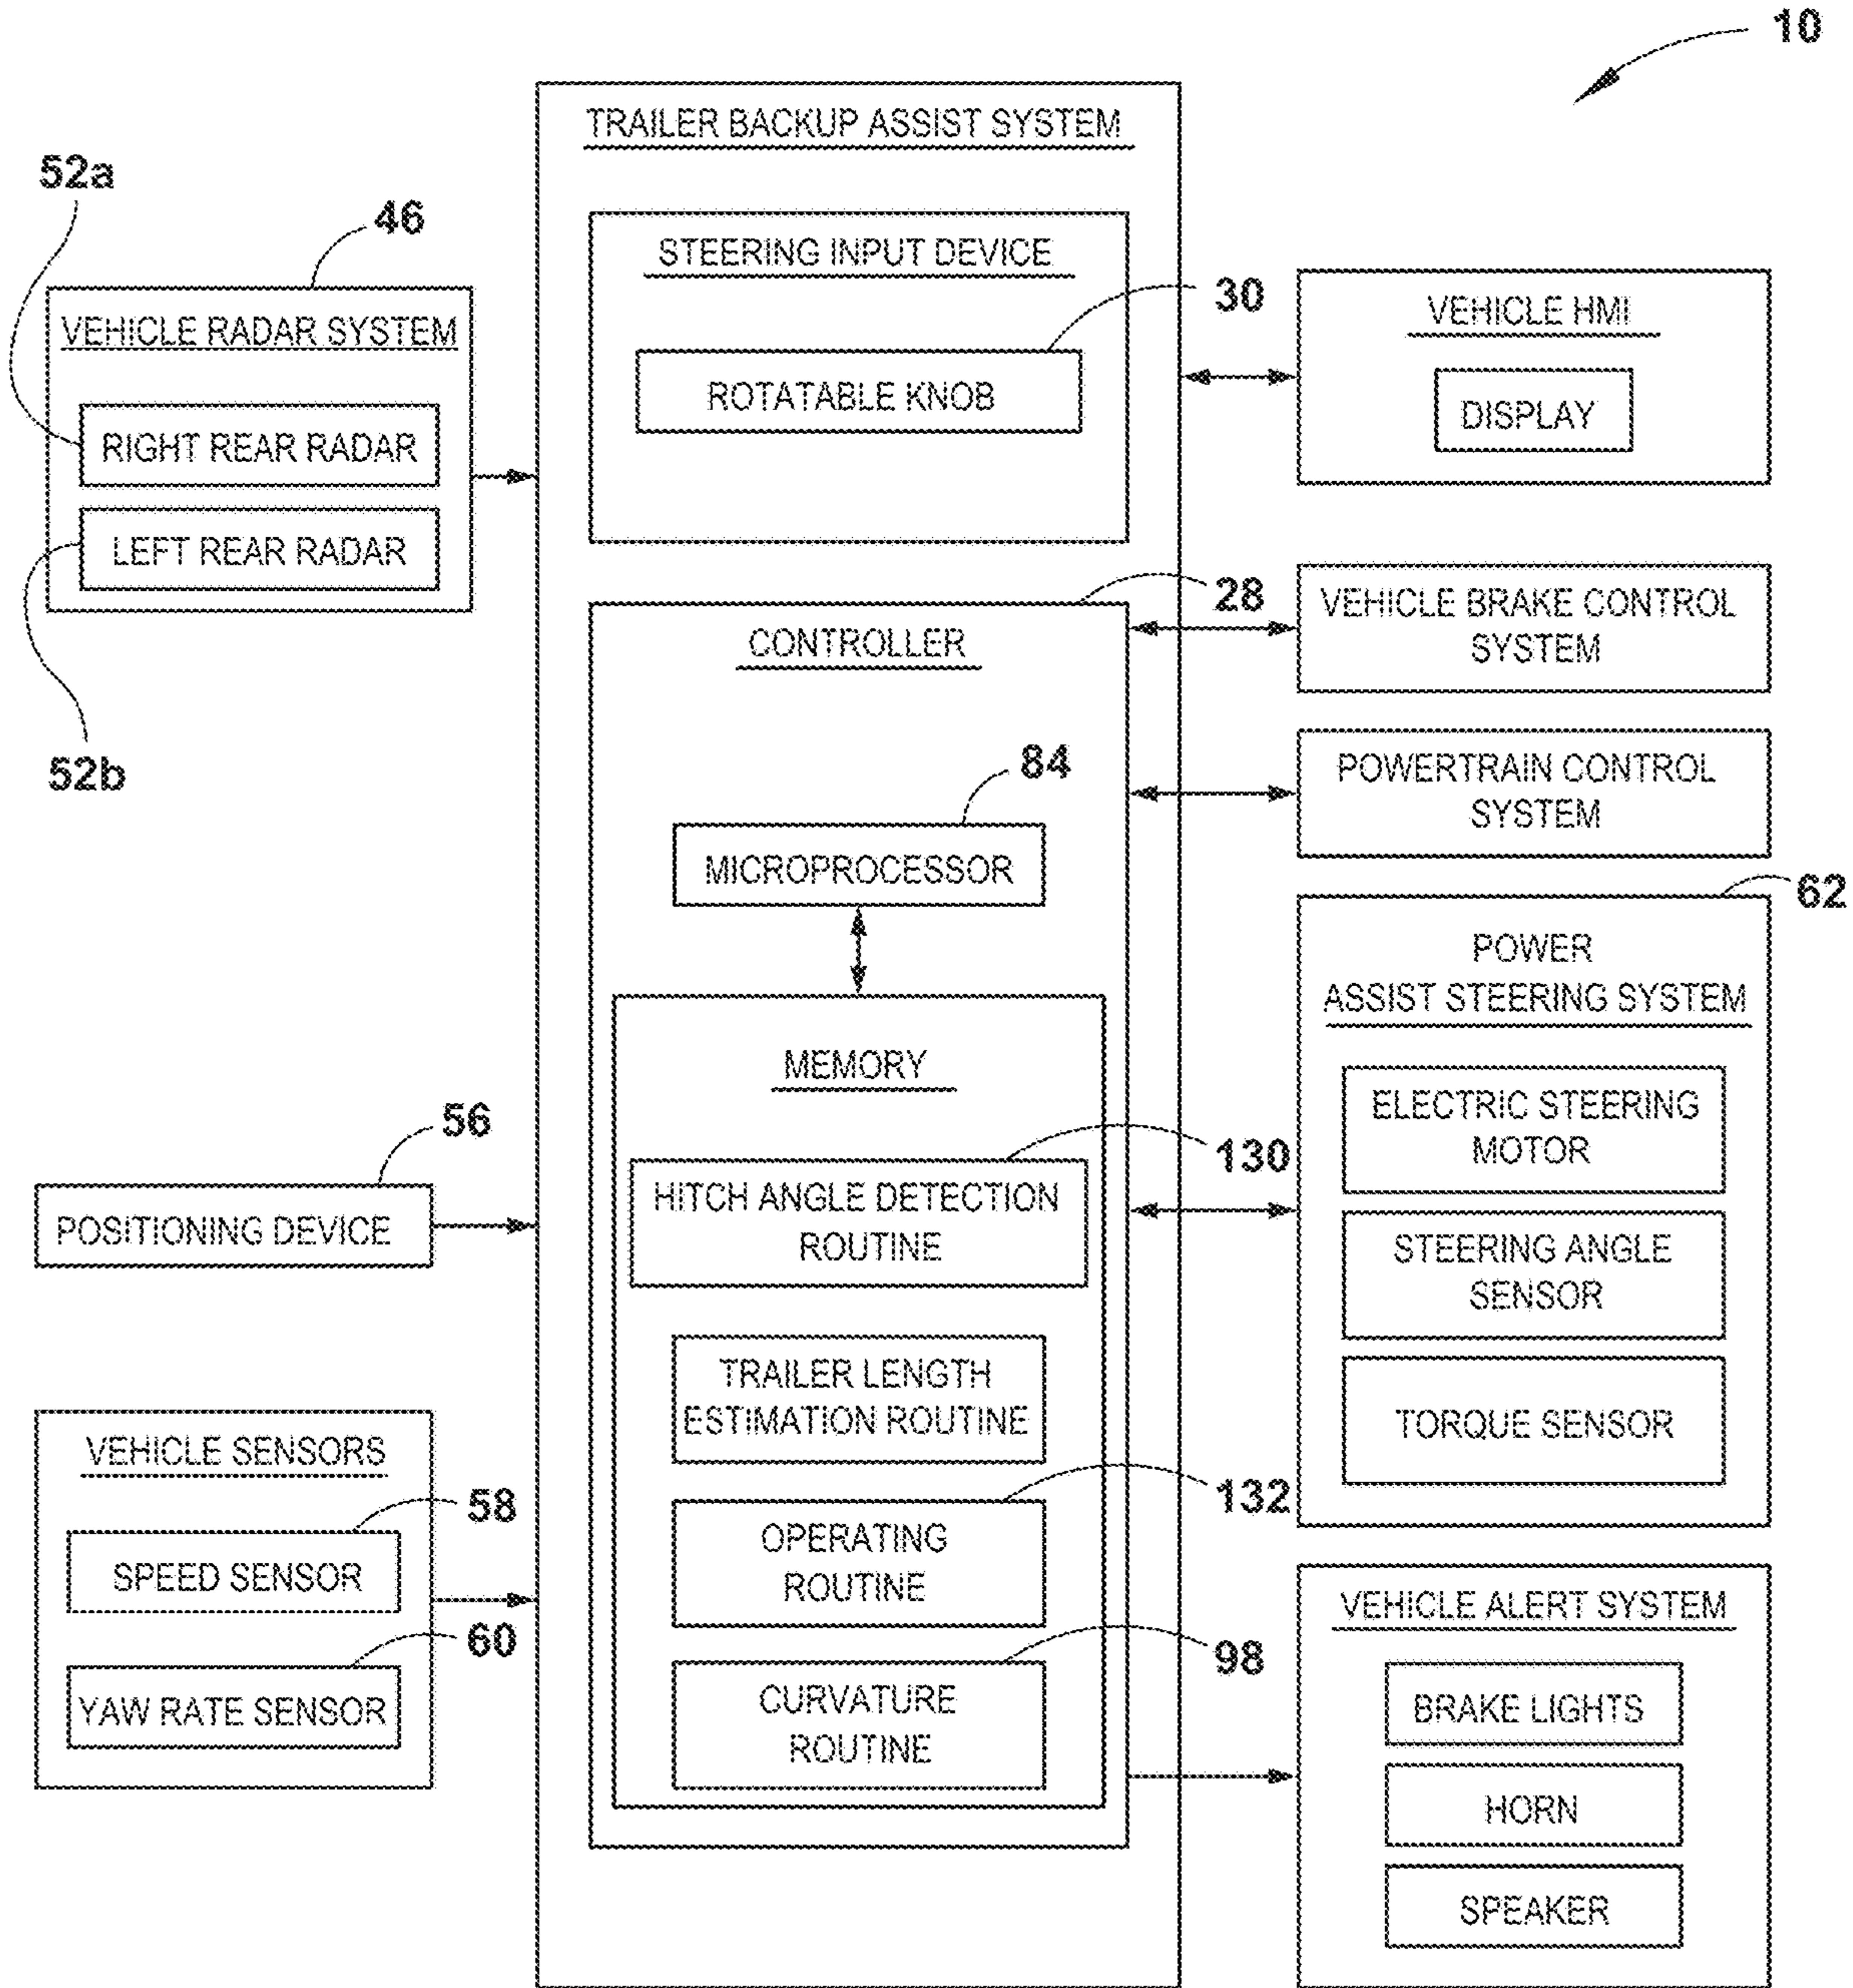 10
TRAILER BACKUP ASSIST SYSTEM
52a
46
STEERING INPUT DEVICE
30
ROTATABLE KNOB
VEHICLE RADAR SYSTEM
RIGHT REAR RADAR
LEFT REAR RADAR
52b
VEHICLE HMI
DISPLAY
28
CONTROLLER
VEHICLE BRAKE CONTROL
SYSTEM
84
MICROPROCESSOR
POWERTRAIN CONTROL
SYSTEM
62
POWER
ASSIST STEERING SYSTEM
ELECTRIC STEERING
MOTOR
STEERING ANGLE
SENSOR
TORQUE SENSOR
MEMORY
130
HITCH ANGLE DETECTION
ROUTINE
TRAILER LENGTH
ESTIMATION ROUTINE
132
OPERATING
ROUTINE
98
CURVATURE
ROUTINE
56
POSITIONING DEVICE
VEHICLE SENSORS
58
SPEED SENSOR
60
YAW RATE SENSOR
VEHICLE ALERT SYSTEM
BRAKE LIGHTS
HORN
SPEAKER